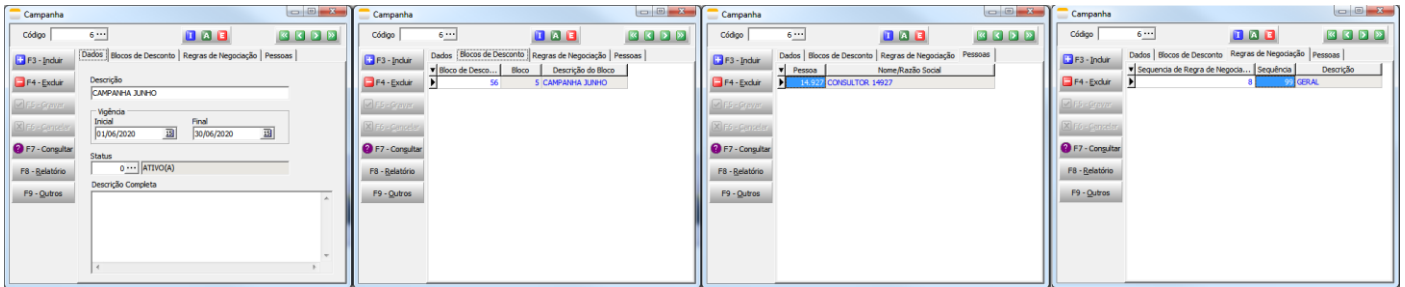 Campanha
Código 6 ... I A E
Dados Blocos de Desconto Regras de Negociação Pessoas
F3 - Incluir
F4 - Excluir
F5 - Gravar
F6 - Cancelar
F7 - Consultar
F8 - Relatório
F9 - Outros
Descrição
CAMPANHA JUNHO
Vigência
Inicial Final
01/06/2020 30/06/2020
Status
0 ... ATIVO(A)
Descrição Completa
Campanha
Código 6 ... I A E
Dados Blocos de Desconto Regras de Negociação Pessoas
F3 - Incluir
F4 - Excluir
F5 - Gravar
F6 - Cancelar
F7 - Consultar
F8 - Relatório
F9 - Outros
Bloco de Desco... Bloco Descrição do Bloco
56 5 CAMPANHA JUNHO
Campanha
Código 6 ... I A E
Dados Blocos de Desconto Regras de Negociação Pessoas
F3 - Incluir
F4 - Excluir
F5 - Gravar
F6 - Cancelar
F7 - Consultar
F8 - Relatório
F9 - Outros
Pessoa Nome/Razão Social
14.927 CONSULTOR 14927
Campanha
Código 6 ... I A E
Dados Blocos de Desconto Regras de Negociação Pessoas
F3 - Incluir
F4 - Excluir
F5 - Gravar
F6 - Cancelar
F7 - Consultar
F8 - Relatório
F9 - Outros
Sequencia de Regra de Negocia... Sequência Descrição
8 99 GERAL